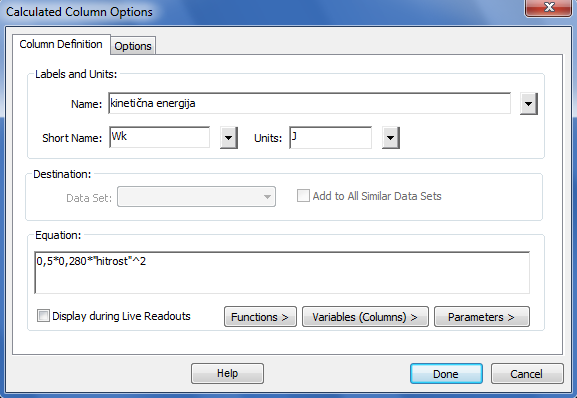 Calculated Column Options
Column Definition Options
Labels and Units:
Name: kinetična energija
Short Name: Wk Units: J
Destination:
Data Set: Add to All Similar Data Sets
Equation:
0,5*0,280*"hitrost"^2
Display during Live Readouts Functions > Variables (Columns) > Parameters >
Help Done Cancel